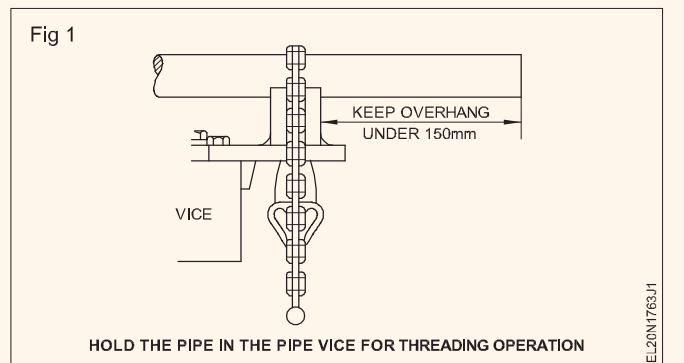 Fig 1
KEEP OVERHANG
UNDER 150mm
VICE
HOLD THE PIPE IN THE PIPE VICE FOR THREADING OPERATION
EL20N1763J1